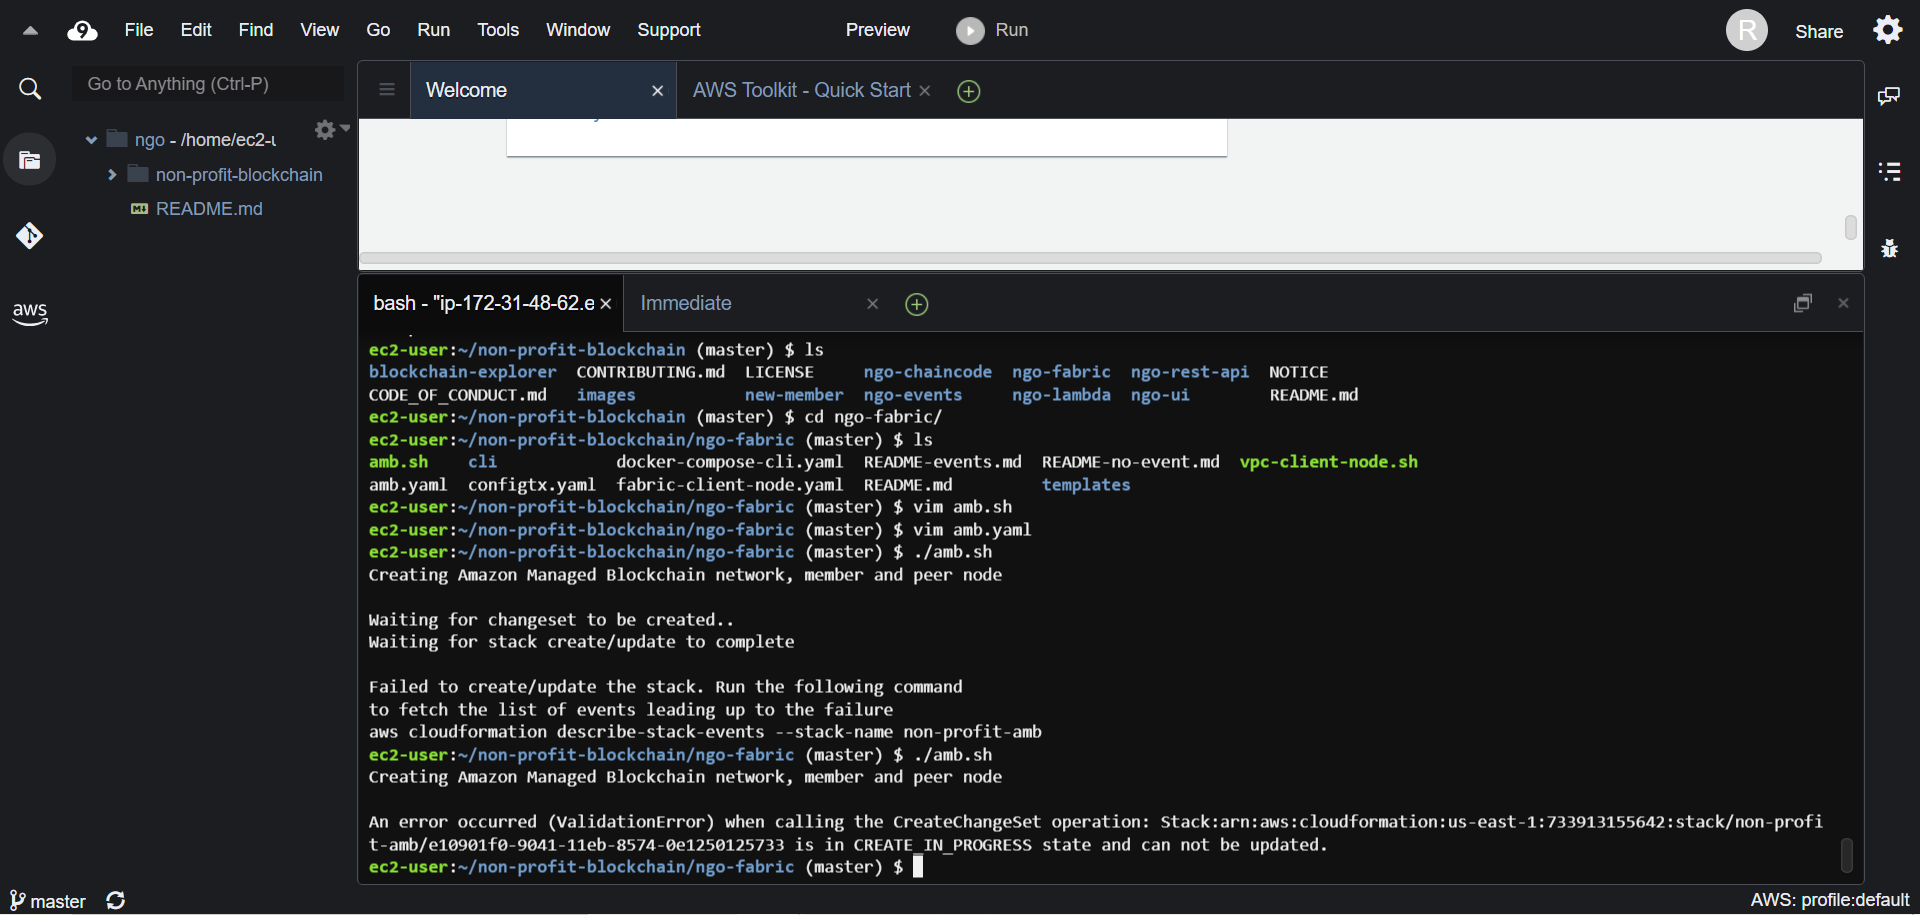 File Edit Find View Go Run Tools Window Support Preview Run R Share
Go to Anything (Ctrl-P)
Welcome AWS Toolkit - Quick Start
ngo - /home/ec2-u
non-profit-blockchain
README.md
aws
bash - "ip-172-31-48-62.e Immediate
ec2-user:~/non-profit-blockchain (master) $ ls
blockchain-explorer CONTRIBUTING.md LICENSE ngo-chaincode ngo-fabric ngo-rest-api NOTICE
CODE_OF_CONDUCT.md images new-member ngo-events ngo-lambda ngo-ui README.md
ec2-user:~/non-profit-blockchain (master) $ cd ngo-fabric/
ec2-user:~/non-profit-blockchain/ngo-fabric (master) $ ls
amb.sh cli docker-compose-cli.yaml README-events.md README-no-event.md vpc-client-node.sh
amb.yaml configtx.yaml fabric-client-node.yaml README.md templates
ec2-user:~/non-profit-blockchain/ngo-fabric (master) $ vim amb.sh
ec2-user:~/non-profit-blockchain/ngo-fabric (master) $ vim amb.yaml
ec2-user:~/non-profit-blockchain/ngo-fabric (master) $ ./amb.sh
Creating Amazon Managed Blockchain network, member and peer node
Waiting for changeset to be created..
Waiting for stack create/update to complete
Failed to create/update the stack. Run the following command
to fetch the list of events leading up to the failure
aws cloudformation describe-stack-events --stack-name non-profit-amb
ec2-user:~/non-profit-blockchain/ngo-fabric (master) $ ./amb.sh
Creating Amazon Managed Blockchain network, member and peer node
An error occurred (ValidationError) when calling the CreateChangeSet operation: Stack:arn:aws:cloudformation:us-east-1:733913155642:stack/non-profi
t-amb/e10901f0-9041-11eb-8574-0e1250125733 is in CREATE_IN_PROGRESS state and can not be updated.
ec2-user:~/non-profit-blockchain/ngo-fabric (master) $
master AWS: profile:default